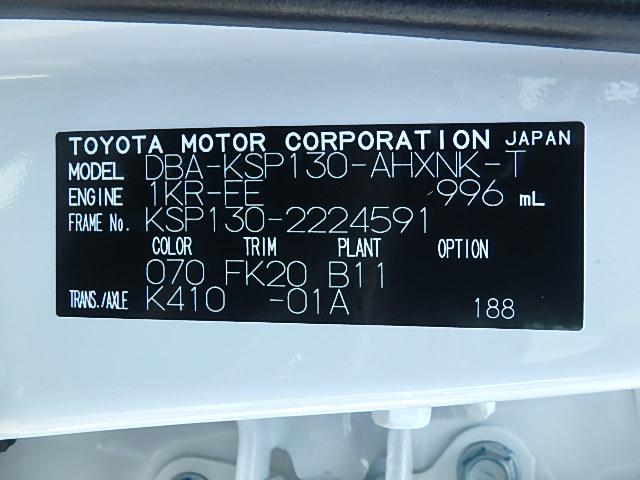 TOYOTA MOTOR CORPORATION JAPAN
MODEL DBA-KSP130-AHXNK-T
ENGINE 1KR-FE 996 mL
FRAME No. KSP130-2224591
COLOR TRIM PLANT OPTION
070 FK20 B11
TRANS./AXLE K410 -01A 188